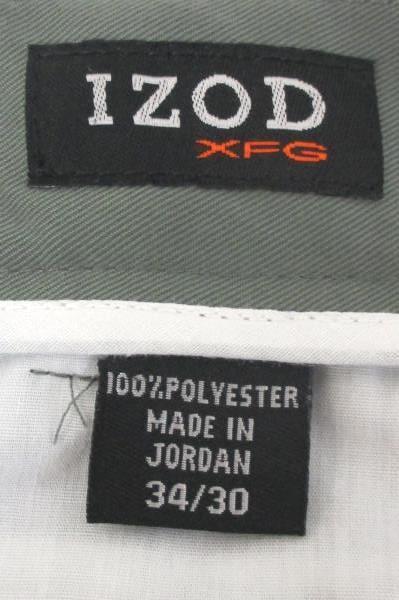 IZOD
XFG
100%POLYESTER
MADE IN
JORDAN
34/30